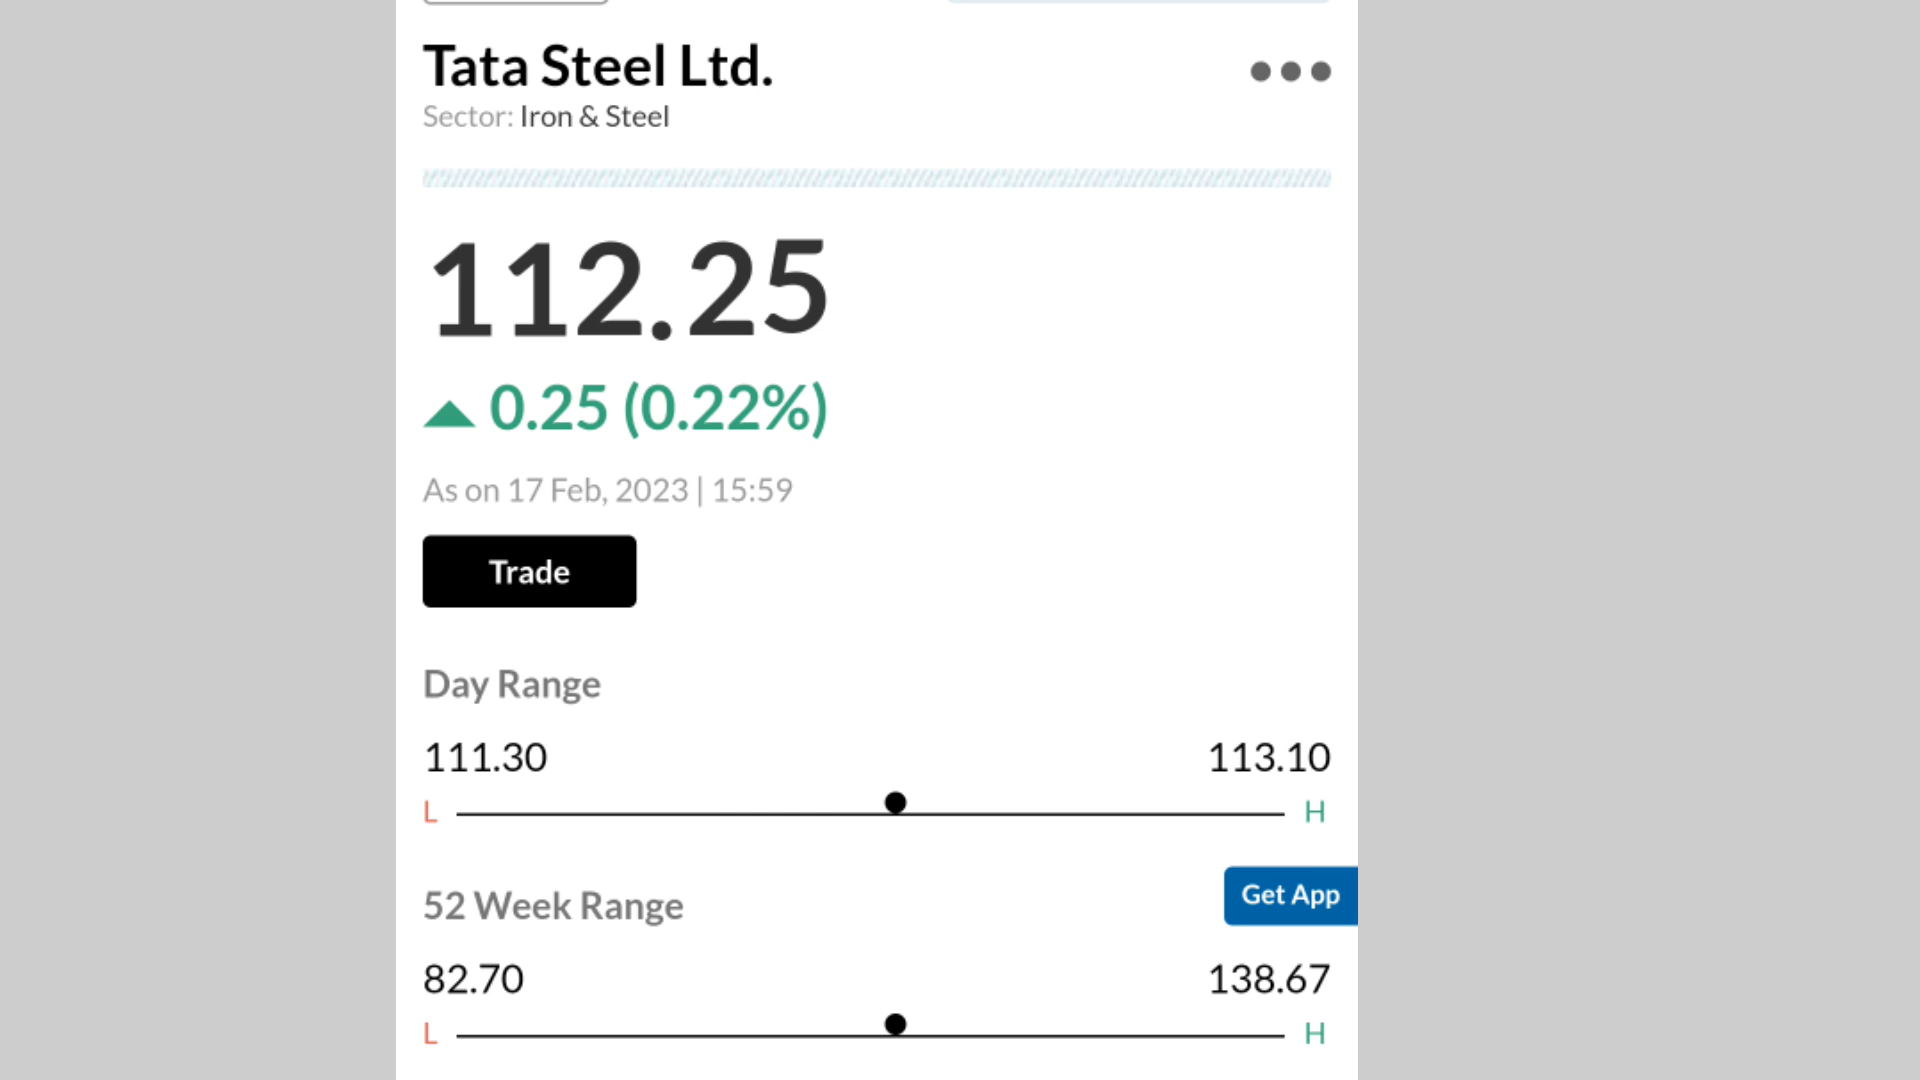 Tata Steel Ltd.
Sector: Iron & Steel
112.25
0.25 (0.22%)
As on 17 Feb, 2023 | 15:59
Trade
Day Range
111.30 113.10
L H
Get App
52 Week Range
82.70 138.67
L H